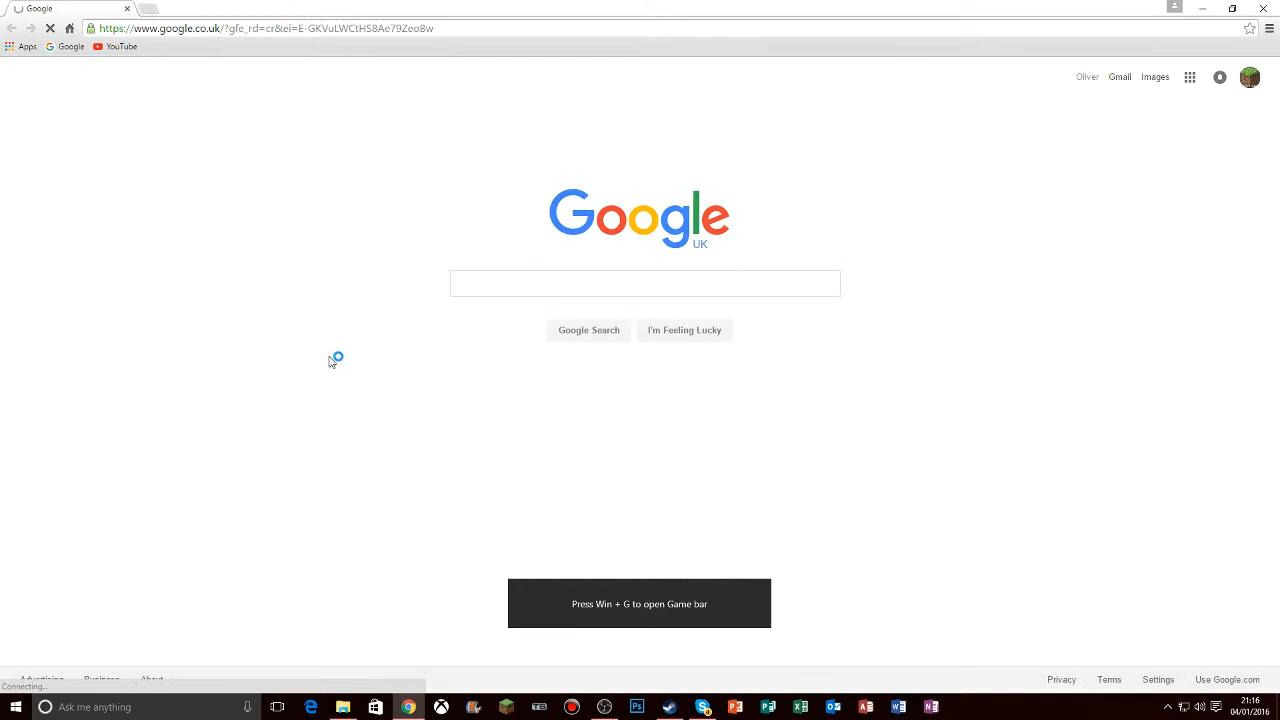 Google
https://www.google.co.uk/?gfe_rd=cr&ei=E-GKVuLWCtHS8Ae79ZeoBw
Apps Google YouTube
Oliver Gmail Images
Google
UK
Google Search I'm Feeling Lucky
Press Win + G to open Game bar
Advertising Business About Privacy Terms Settings Use Google.com
Connecting...
Ask me anything
21:16
04/01/2016